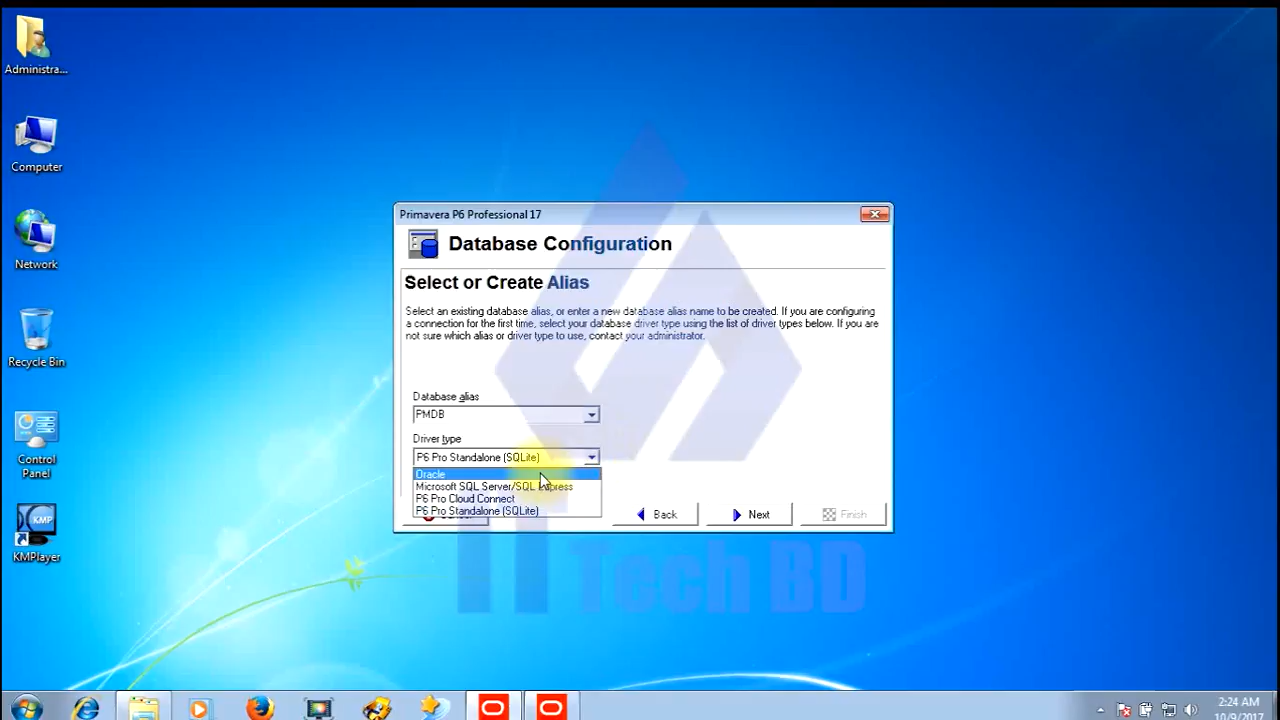 Administra...
Computer
Network
Recycle Bin
Control
Panel
KMP
KMPlayer
Primavera P6 Professional 17
Database Configuration
Select or Create Alias
Select an existing database alias, or enter a new database alias name to be created. If you are configuring
a connection for the first time, select your database driver type using the list of driver types below. If you are
not sure which alias or driver type to use, contact your administrator.
Database alias
PMDB
Driver type
P6 Pro Standalone (SQLite)
Oracle
Microsoft SQL Server/SQL Express
P6 Pro Cloud Connect
P6 Pro Standalone (SQLite)
Back
Next
Finish
IT Tech BD
2:24 AM
10/9/2017